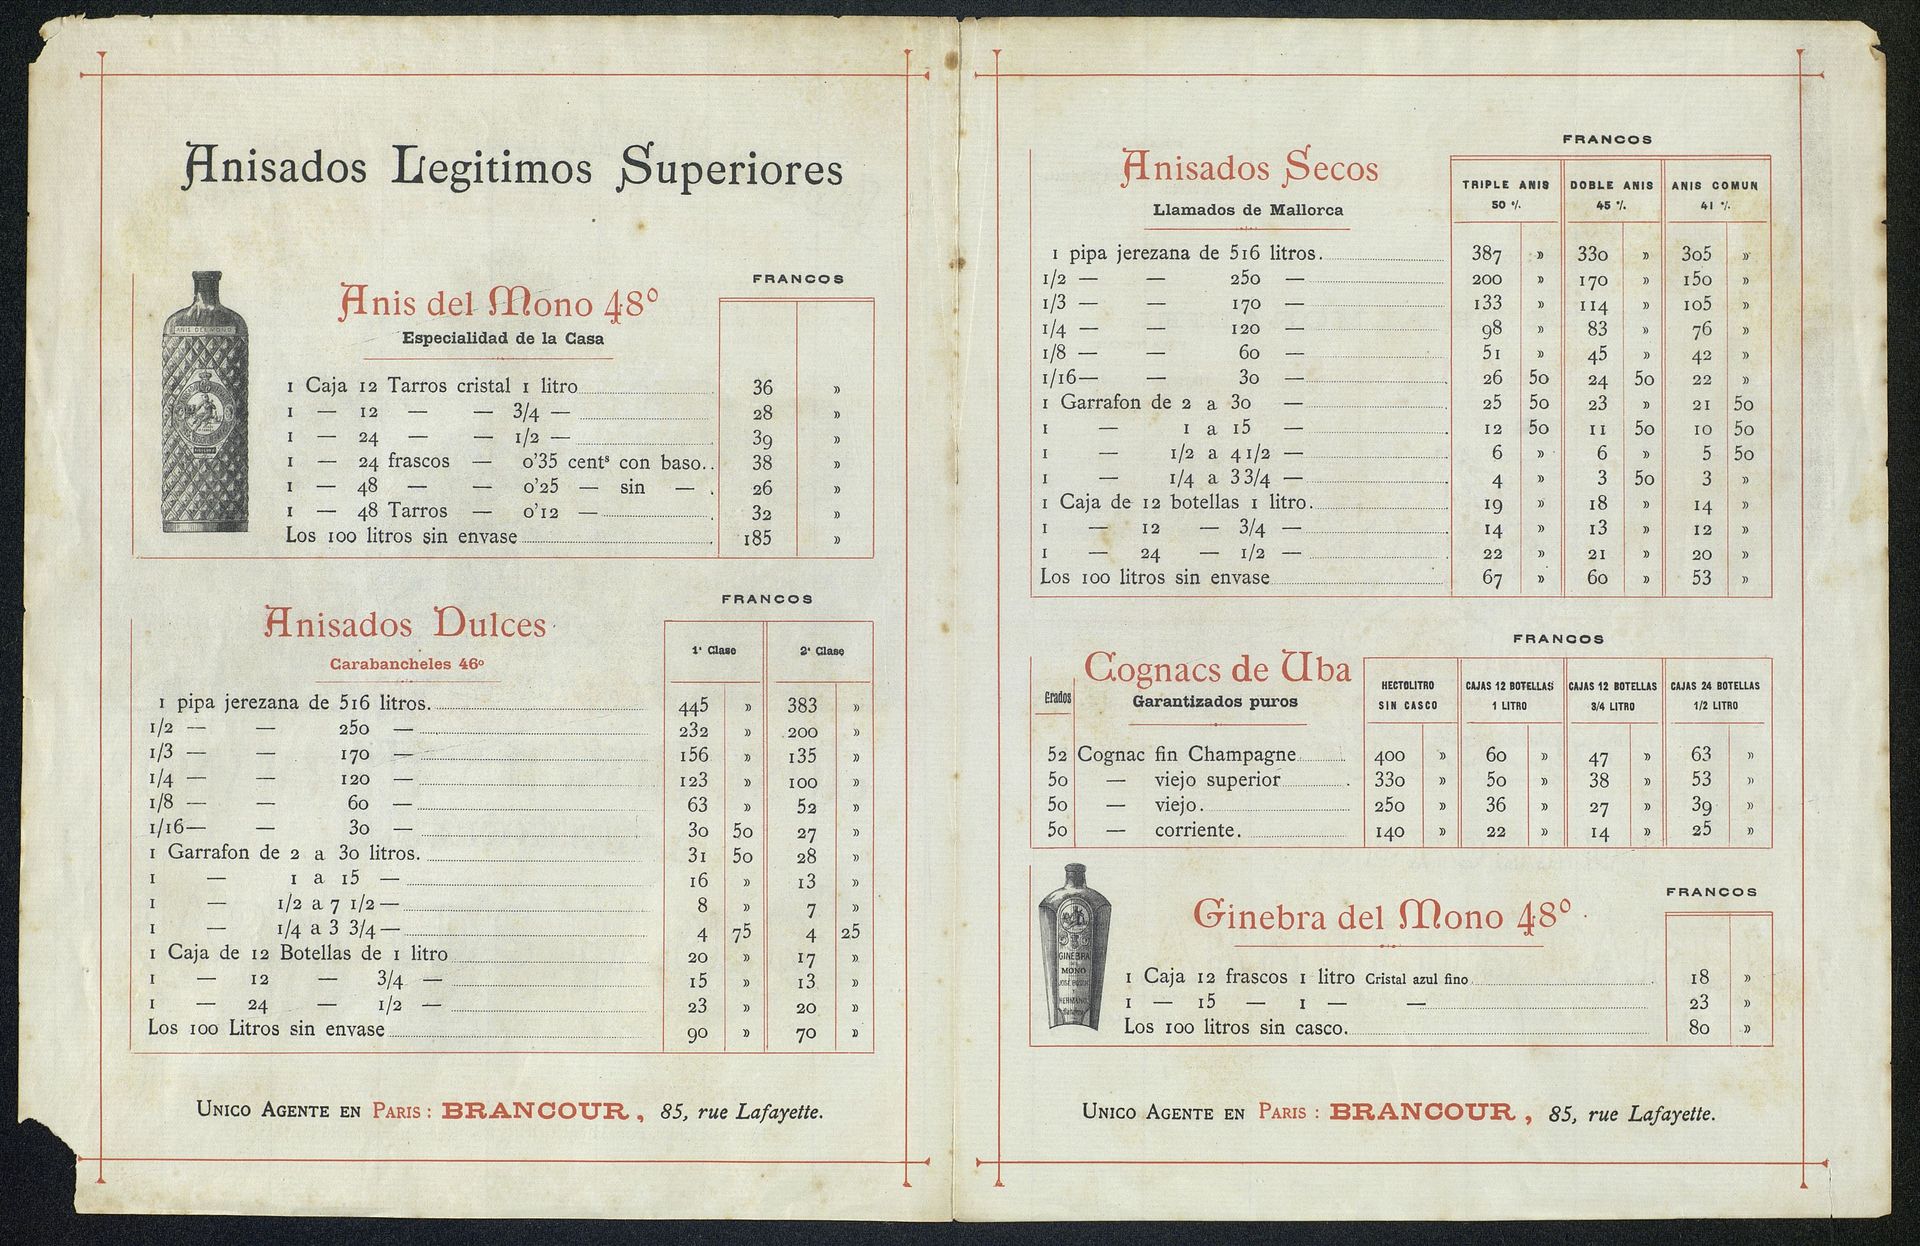 Anisados Legitimos Superiores
ANIS DEL MONO
FRANCOS
Anis del Mono 48º
Especialidad de la Casa
1 Caja 12 Tarros cristal 1 litro 36 »
1 — 12 — — 3/4 — 28 »
1 — 24 — — 1/2 — 39 »
1 — 24 frascos — 0'35 cents con baso.. 38 »
1 — 48 — — 0'25 — sin — . 26 »
1 — 48 Tarros — 0'12 — 32 »
Los 100 litros sin envase 185 »
FRANCOS
Anisados Dulces
Carabancheles 46º
1ª Clase 2ª Clase
1 pipa jerezana de 516 litros. 445 » 383 »
1/2 — — 250 — 232 » 200 »
1/3 — — 170 — 156 » 135 »
1/4 — — 120 — 123 » 100 »
1/8 — — 60 — 63 » 52 »
1/16— — 30 — 30 50 27 »
1 Garrafon de 2 a 30 litros. 31 50 28 »
1 — 1 a 15 — 16 » 13 »
1 — 1/2 a 7 1/2 — 8 » 7 »
1 — 1/4 a 3 3/4 — 4 75 4 25
1 Caja de 12 Botellas de 1 litro 20 » 17 »
1 — 12 — 3/4 — 15 » 13 »
1 — 24 — 1/2 — 23 » 20 »
Los 100 Litros sin envase 90 » 70 »
Unico Agente en Paris : BRANCOUR, 85, rue Lafayette.
FRANCOS
Anisados Secos
Llamados de Mallorca
TRIPLE ANIS 50 % DOBLE ANIS 45 % ANIS COMUN 41 %
1 pipa jerezana de 516 litros. 387 » 330 » 305 »
1/2 — — 250 — 200 » 170 » 150 »
1/3 — — 170 — 133 » 114 » 105 »
1/4 — — 120 — 98 » 83 » 76 »
1/8 — — 60 — 51 » 45 » 42 »
1/16— — 30 — 26 50 24 50 22 »
1 Garrafon de 2 a 30 — 25 50 23 » 21 50
1 — 1 a 15 — 12 50 11 50 10 50
1 — 1/2 a 4 1/2 — 6 » 6 » 5 50
1 — 1/4 a 3 3/4 — 4 » 3 50 3 »
1 Caja de 12 botellas 1 litro. 19 » 18 » 14 »
1 — 12 — 3/4 — 14 » 13 » 12 »
1 — 24 — 1/2 — 22 » 21 » 20 »
Los 100 litros sin envase 67 » 60 » 53 »
FRANCOS
Cognacs de Uba
Garantizados puros
Grados HECTOLITRO SIN CASCO CAJAS 12 BOTELLAS 1 LITRO CAJAS 12 BOTELLAS 3/4 LITRO CAJAS 24 BOTELLAS 1/2 LITRO
52 Cognac fin Champagne 400 » 60 » 47 » 63 »
50 — viejo superior . 330 » 50 » 38 » 53 »
50 — viejo. 250 » 36 » 27 » 39 »
50 — corriente. 140 » 22 » 14 » 25 »
FRANCOS
Ginebra del Mono 48º
GINEBRA
DEL
MONO
JOSÉ BOSCH
Y
HERMANO
1 Caja 12 frascos 1 litro Cristal azul fino 18 »
1 — 15 — 1 — — 23 »
Los 100 litros sin casco. 80 »
Unico Agente en Paris : BRANCOUR, 85, rue Lafayette.